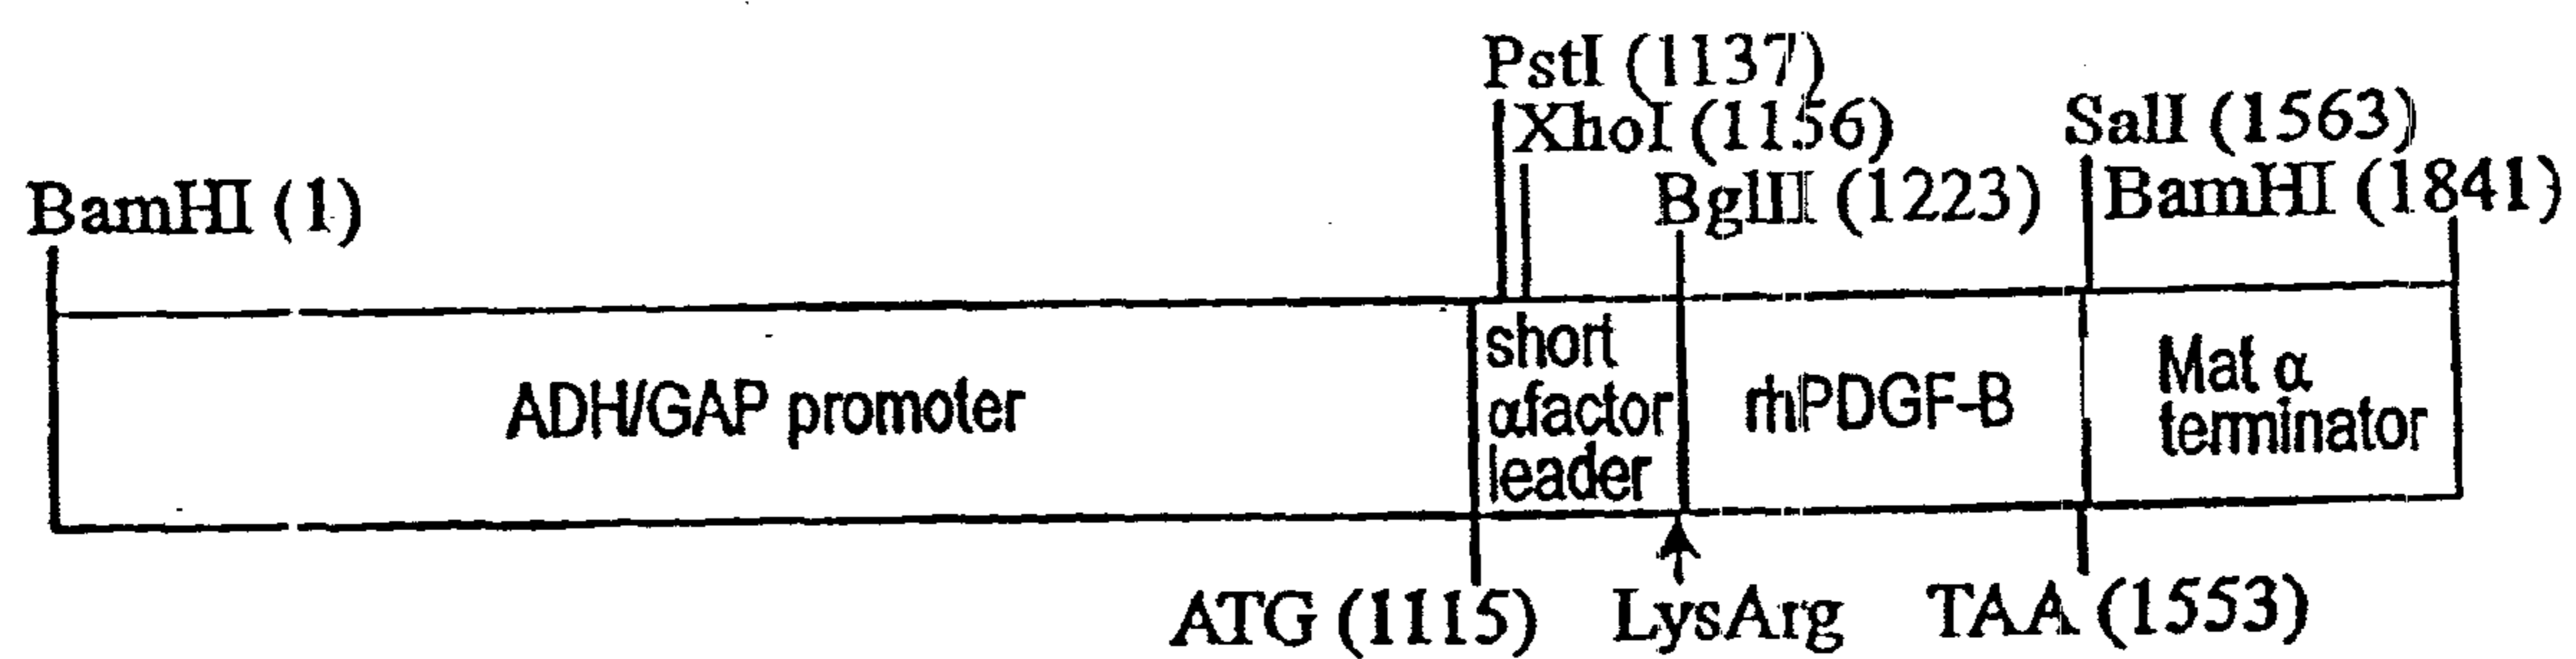 PstI (1137)
XhoI (1156)
SalI (1563)
BamHI (1)
BglII (1223)
BamHI (1841)
ADH/GAP promoter
short
αfactor
leader
rhPDGF-B
Mat α
terminator
ATG (1115)
LysArg
TAA (1553)